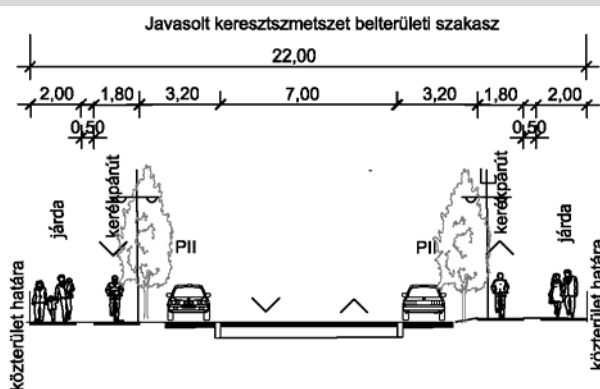 Javasolt keresztszmetszet belterületi szakasz
22,00
2,00 1,80 3,20 7,00 3,20 1,80 2,00
0,50 0,50
közterület határa
járda
kerékpárút
PII
PII
kerékpárút
járda
közterület határa